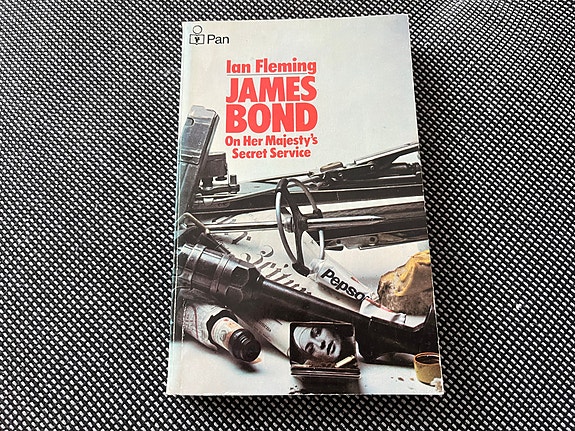 Pan
Ian Fleming
JAMES
BOND
On Her Majesty's
Secret Service
Pepso